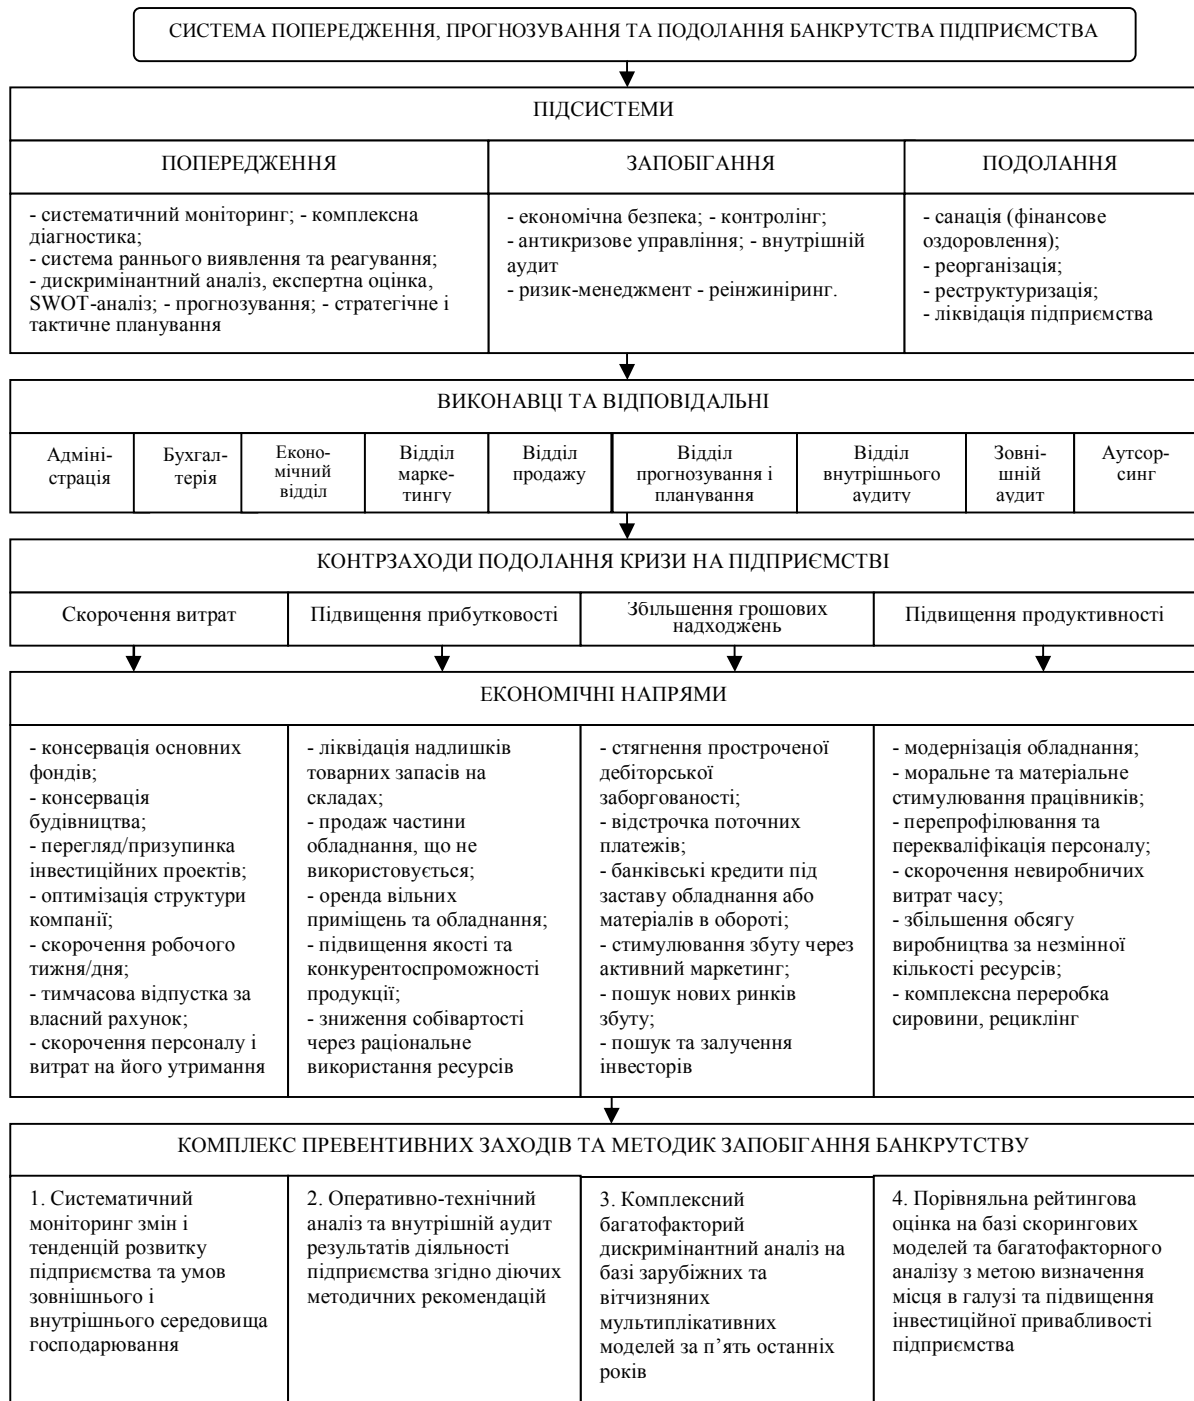 СИСТЕМА ПОПЕРЕДЖЕННЯ, ПРОГНОЗУВАННЯ ТА ПОДОЛАННЯ БАНКРУТСТВА ПІДПРИЄМСТВА
ПІДСИСТЕМИ
ПОПЕРЕДЖЕННЯ
- систематичний моніторинг; - комплексна
діагностика;
- система раннього виявлення та реагування;
- дискримінантний аналіз, експертна оцінка,
SWOT-аналіз; - прогнозування; - стратегічне і
тактичне планування
ЗАПОБІГАННЯ
- економічна безпека; - контролінг;
- антикризове управління; - внутрішній
аудит
- ризик-менеджмент - реінжиніринг.
ПОДОЛАННЯ
- санація (фінансове
оздоровлення);
- реорганізація;
- реструктуризація;
- ліквідація підприємства
ВИКОНАВЦІ ТА ВІДПОВІДАЛЬНІ
Адміні-
страція
Бухгал-
терія
Еконо-
мічний
відділ
Відділ
марке-
тингу
Відділ
продажу
Відділ
прогнозування і
планування
Відділ
внутрішнього
аудиту
Зовні-
шній
аудит
Аутсор-
синг
КОНТРЗАХОДИ ПОДОЛАННЯ КРИЗИ НА ПІДПРИЄМСТВІ
Скорочення витрат
Підвищення прибутковості
Збільшення грошових
надходжень
Підвищення продуктивності
ЕКОНОМІЧНІ НАПРЯМИ
- консервація основних
фондів;
- консервація
будівництва;
- перегляд/призупинка
інвестиційних проектів;
- оптимізація структури
компанії;
- скорочення робочого
тижня/дня;
- тимчасова відпустка за
власний рахунок;
- скорочення персоналу і
витрат на його утримання
- ліквідація надлишків
товарних запасів на
складах;
- продаж частини
обладнання, що не
використовується;
- оренда вільних
приміщень та обладнання;
- підвищення якості та
конкурентоспроможності
продукції;
- зниження собівартості
через раціональне
використання ресурсів
- стягнення простроченої
дебіторської
заборгованості;
- відстрочка поточних
платежів;
- банківські кредити під
заставу обладнання або
матеріалів в обороті;
- стимулювання збуту через
активний маркетинг;
- пошук нових ринків
збуту;
- пошук та залучення
інвесторів
- модернізація обладнання;
- моральне та матеріальне
стимулювання працівників;
- перепрофілювання та
перекваліфікація персоналу;
- скорочення невиробничих
витрат часу;
- збільшення обсягу
виробництва за незмінної
кількості ресурсів;
- комплексна переробка
сировини, рециклінг
КОМПЛЕКС ПРЕВЕНТИВНИХ ЗАХОДІВ ТА МЕТОДИК ЗАПОБІГАННЯ БАНКРУТСТВУ
1. Систематичний
моніторинг змін і
тенденцій розвитку
підприємства та умов
зовнішнього і
внутрішнього середовища
господарювання
2. Оперативно-технічний
аналіз та внутрішній аудит
результатів діяльності
підприємства згідно діючих
методичних рекомендацій
3. Комплексний
багатофакторий
дискримінантний аналіз на
базі зарубіжних та
вітчизняних
мультиплікативних
моделей за п’ять останніх
років
4. Порівняльна рейтингова
оцінка на базі скорингових
моделей та багатофакторного
аналізу з метою визначення
місця в галузі та підвищення
інвестиційної привабливості
підприємства